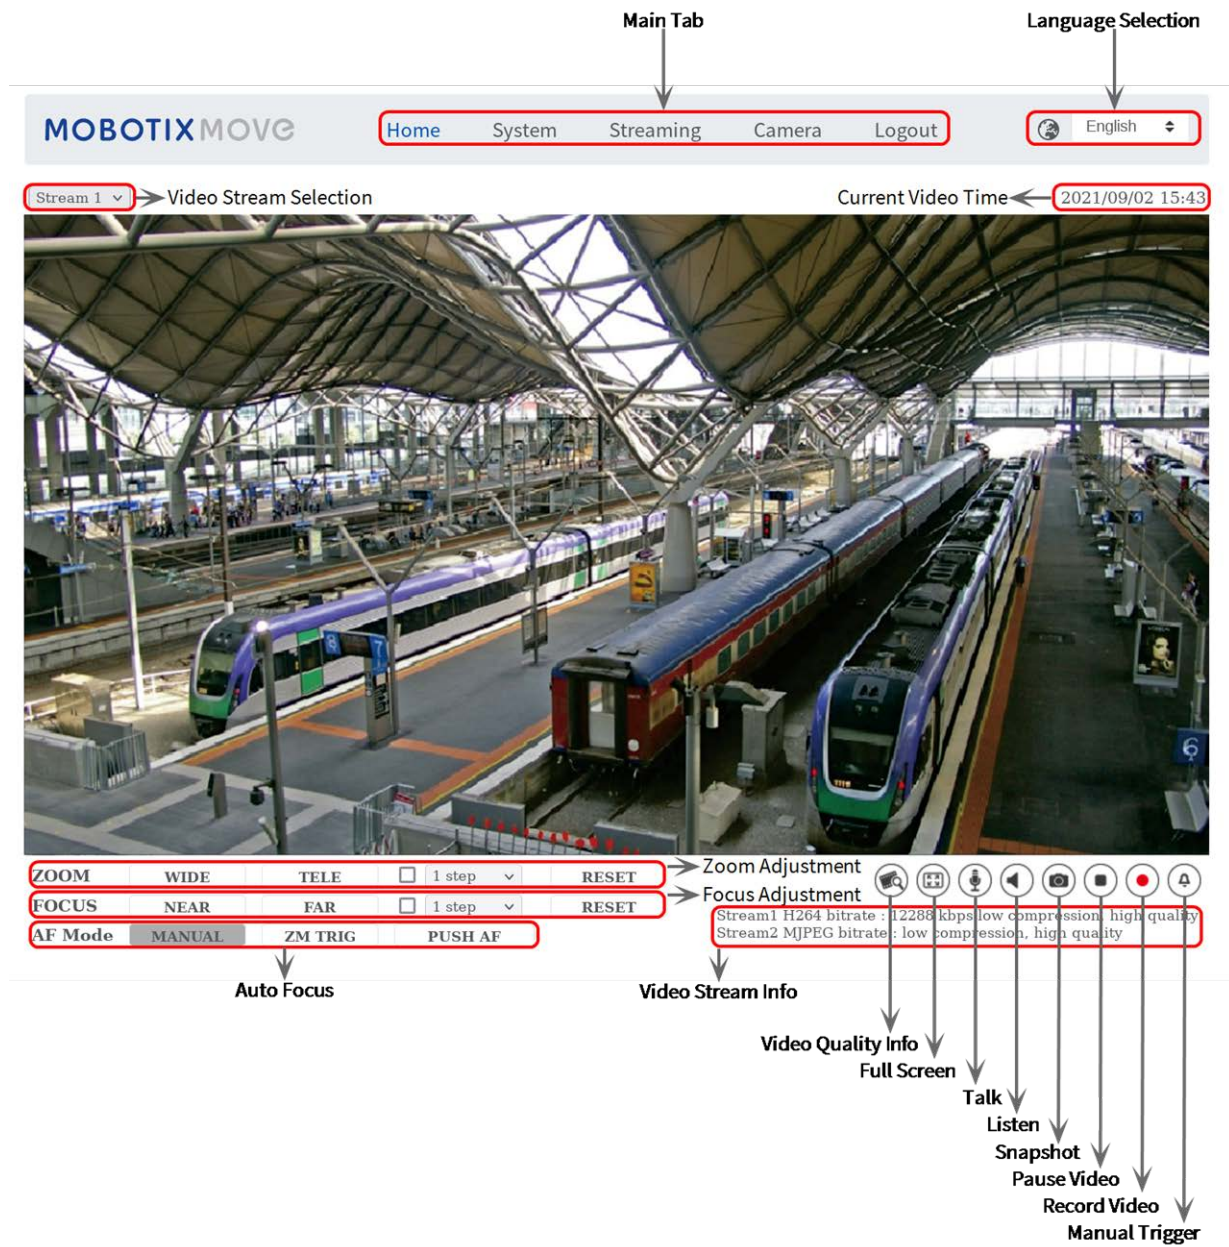 Main Tab
Language Selection
MOBOTIX MOVE
Home System Streaming Camera Logout
English
Stream 1
Video Stream Selection
Current Video Time
2021/09/02 15:43
8
7
6
ZOOM WIDE TELE 1 step RESET
Zoom Adjustment
FOCUS NEAR FAR 1 step RESET
Focus Adjustment
AF Mode MANUAL ZM TRIG PUSH AF
Stream1 H264 bitrate : 12288 kbps low compression, high quality
Stream2 MJPEG bitrate : low compression, high quality
Auto Focus
Video Stream Info
Video Quality Info
Full Screen
Talk
Listen
Snapshot
Pause Video
Record Video
Manual Trigger